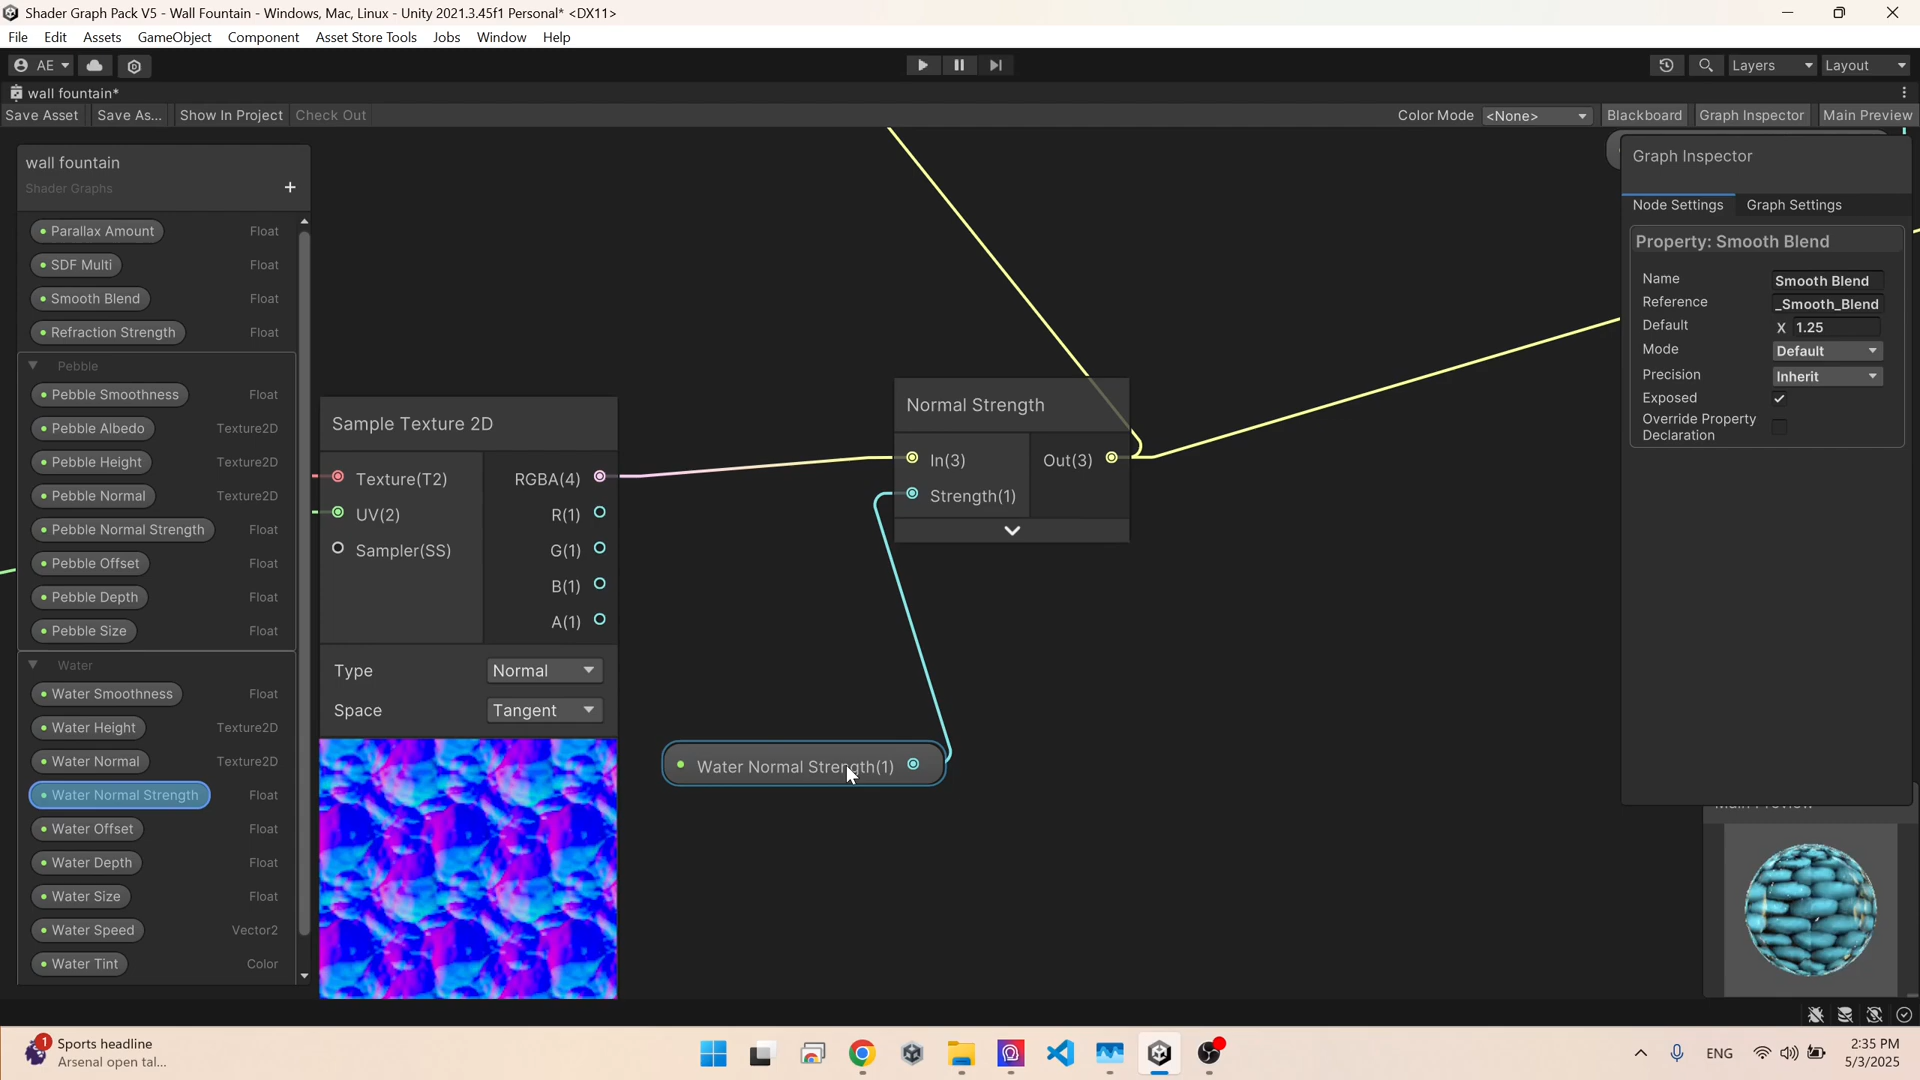 Shader Graph Pack V5 - Wall Fountain - Windows, Mac, Linux - Unity 2021.3.45f1 Personal* <DX11>
File Edit Assets GameObject Component Asset Store Tools Jobs Window Help
AE
Layers
Layout
wall fountain*
Save Asset Save As... Show In Project Check Out
Color Mode <None> Blackboard Graph Inspector Main Preview
wall fountain
Shader Graphs +
Parallax Amount Float
SDF Multi Float
Smooth Blend Float
Refraction Strength Float
Pebble
Pebble Smoothness Float
Pebble Albedo Texture2D
Pebble Height Texture2D
Pebble Normal Texture2D
Pebble Normal Strength Float
Pebble Offset Float
Pebble Depth Float
Pebble Size Float
Water
Water Smoothness Float
Water Height Texture2D
Water Normal Texture2D
Water Normal Strength Float
Water Offset Float
Water Depth Float
Water Size Float
Water Speed Vector2
Water Tint Color
Sample Texture 2D
Texture(T2) RGBA(4)
UV(2) R(1)
Sampler(SS) G(1)
B(1)
A(1)
Type Normal
Space Tangent
Normal Strength
In(3) Out(3)
Strength(1)
Water Normal Strength(1)
Graph Inspector
Node Settings Graph Settings
Property: Smooth Blend
Name Smooth Blend
Reference _Smooth_Blend
Default X 1.25
Mode Default
Precision Inherit
Exposed
Override Property
Declaration
Main Preview
1
Sports headline
Arsenal open tal...
ENG
2:35 PM
5/3/2025